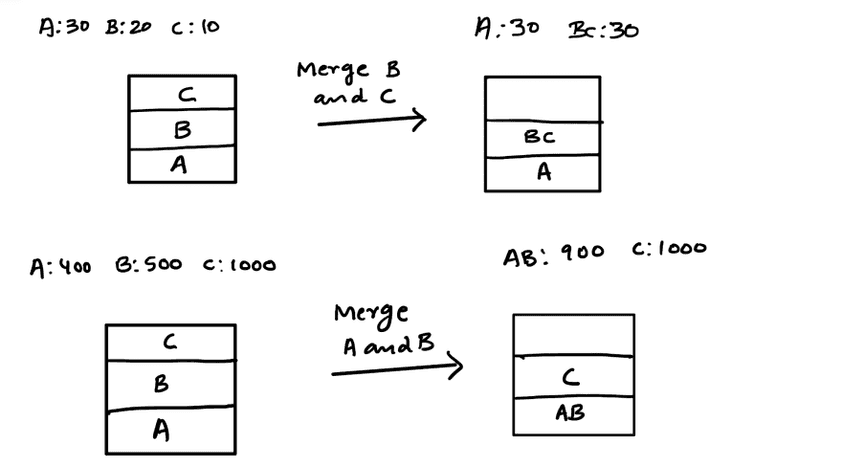 A:30 B:20 C:10
A:30 BC:30
Merge B
and C
C
B
A
BC
A
A:400 B:500 C:1000
AB: 900 C:1000
Merge
A and B
C
B
A
C
AB